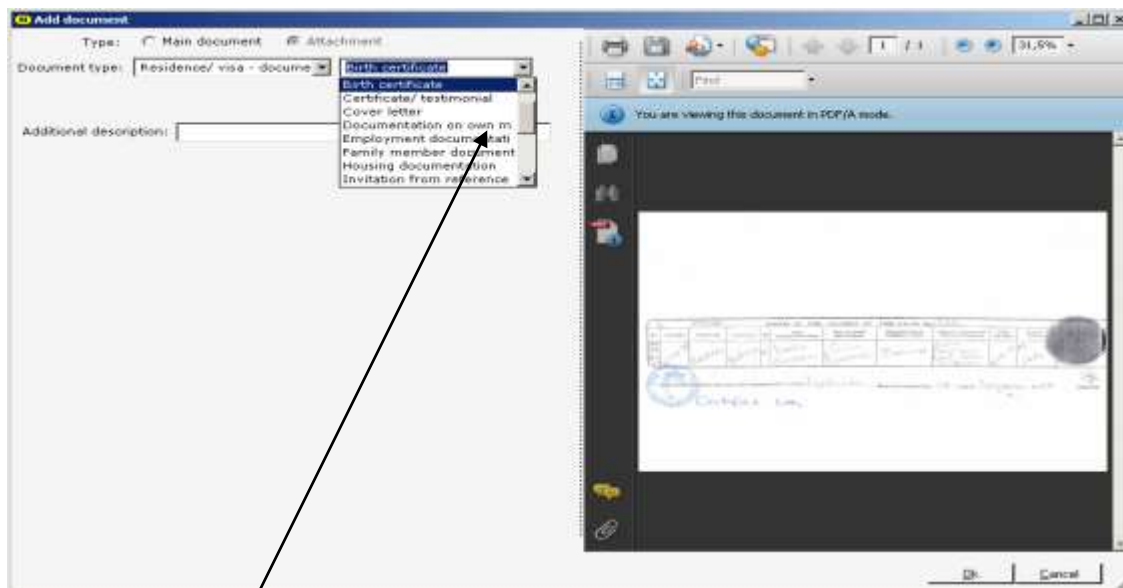 Add document
Type: Main document Attachment
Document type: Residence/ visa - docume Birth certificate
Birth certificate
Certificate/ testimonial
Cover letter
Documentation on own m
Employment documentati
Family member document
Housing documentation
Invitation from reference
Additional description:
1 / 1 31,5%
Find
You are viewing this document in PDF/A mode.
Ok Cancel